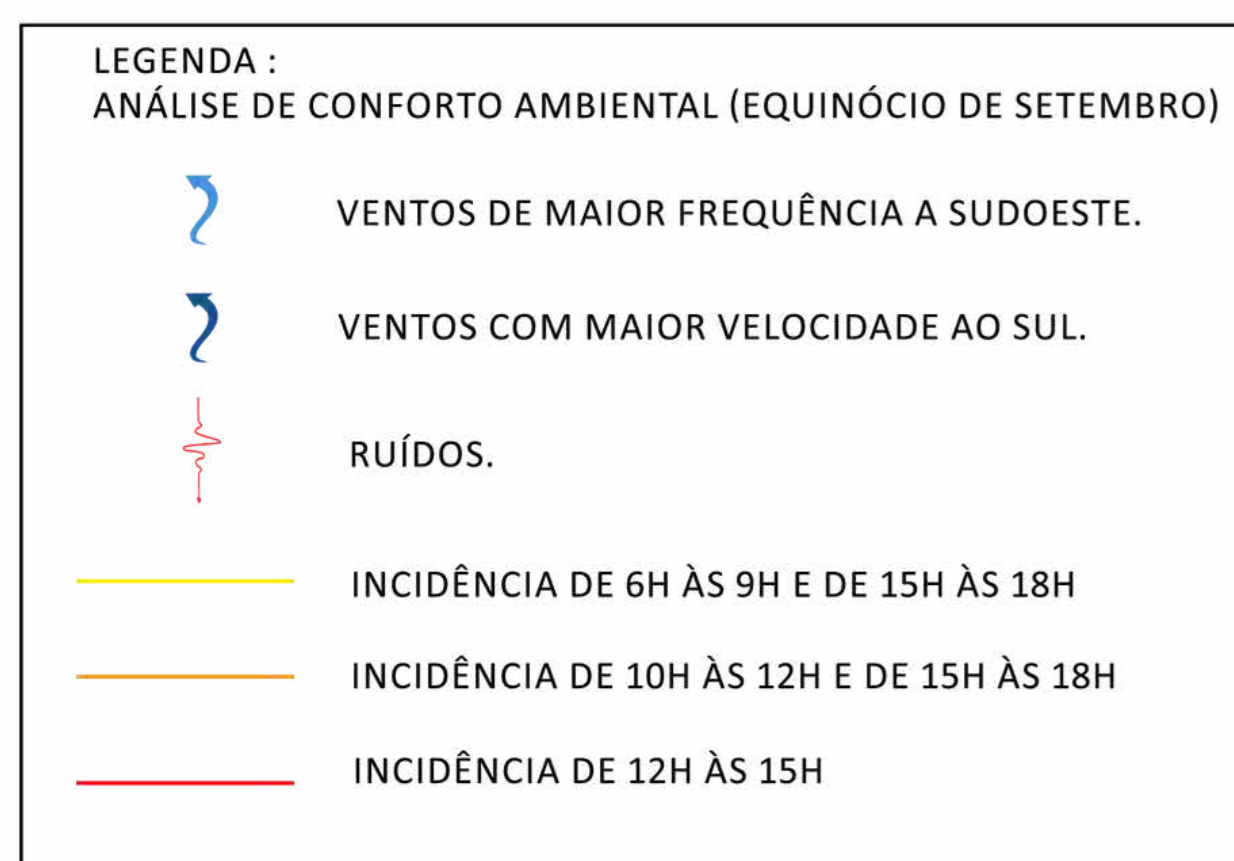 LEGENDA :
ANÁLISE DE CONFORTO AMBIENTAL (EQUINÓCIO DE SETEMBRO)
VENTOS DE MAIOR FREQUÊNCIA A SUDOESTE.
VENTOS COM MAIOR VELOCIDADE AO SUL.
RUÍDOS.
INCIDÊNCIA DE 6H ÀS 9H E DE 15H ÀS 18H
INCIDÊNCIA DE 10H ÀS 12H E DE 15H ÀS 18H
INCIDÊNCIA DE 12H ÀS 15H